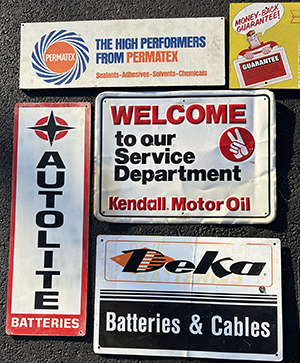 PERMATEX
THE HIGH PERFORMERS
FROM PERMATEX
Sealants-Adhesives-Solvents-Chemicals
MONEY-BACK
GUARANTEE!
GUARANTEE
WELCOME
to our
Service
Department
Kendall Motor Oil
AUTOLITE
BATTERIES
Deka
Batteries & Cables